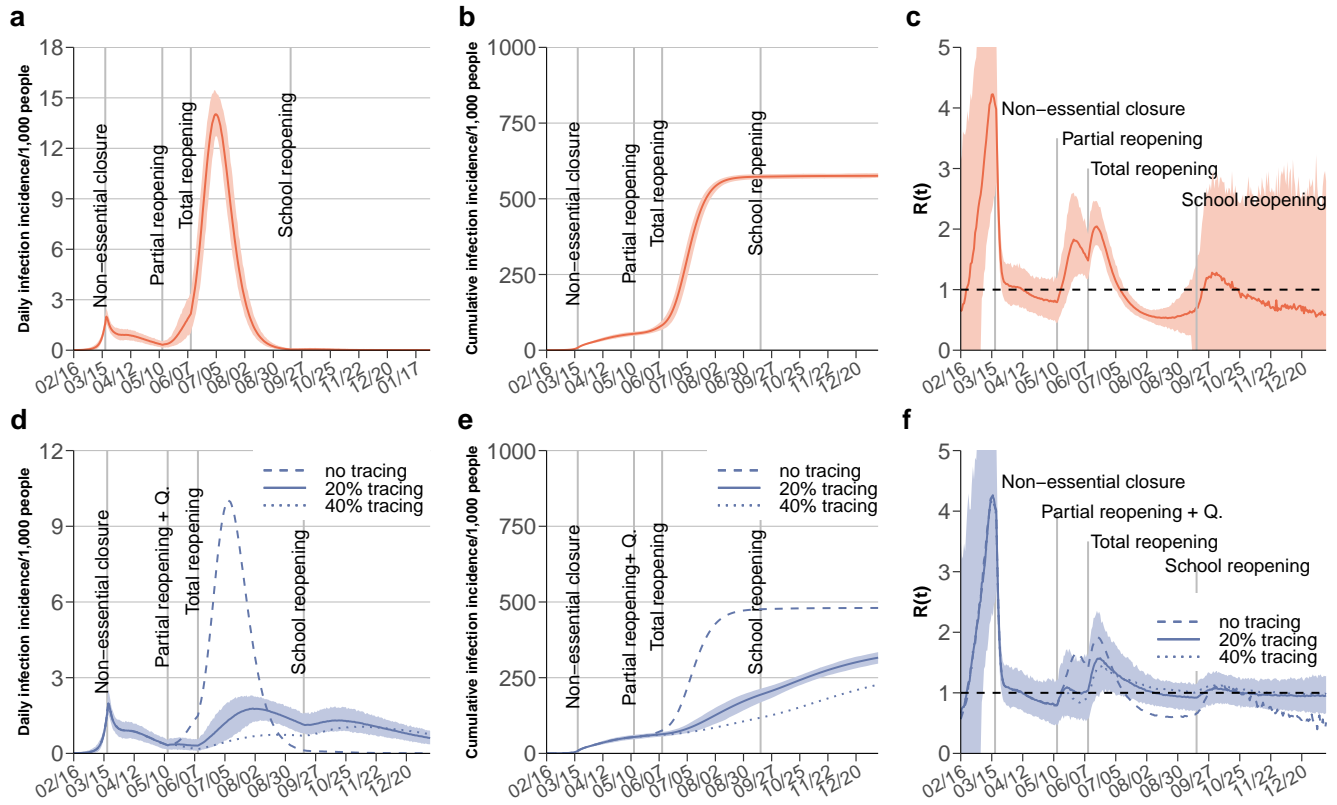 a
Daily infection incidence/1,000 people
18
15
12
9
6
3
0
Non−essential closure
Partial reopening
Total reopening
School reopening
02/16
03/15
04/12
05/10
06/07
07/05
08/02
08/30
09/27
10/25
11/22
12/20
01/17
b
Cumulative infection incidence/1,000 people
1000
750
500
250
0
Non−essential closure
Partial reopening
Total reopening
School reopening
02/16
03/15
04/12
05/10
06/07
07/05
08/02
08/30
09/27
10/25
11/22
12/20
c
R(t)
5
4
3
2
1
0
Non−essential closure
Partial reopening
Total reopening
School reopening
02/16
03/15
04/12
05/10
06/07
07/05
08/02
08/30
09/27
10/25
11/22
12/20
d
Daily infection incidence/1,000 people
12
9
6
3
0
Non−essential closure
Partial reopening + Q.
Total reopening
School reopening
no tracing
20% tracing
40% tracing
02/16
03/15
04/12
05/10
06/07
07/05
08/02
08/30
09/27
10/25
11/22
12/20
e
Cumulative infection incidence/1,000 people
1000
750
500
250
0
Non−essential closure
Partial reopening+ Q.
Total reopening
School reopening
no tracing
20% tracing
40% tracing
02/16
03/15
04/12
05/10
06/07
07/05
08/02
08/30
09/27
10/25
11/22
12/20
f
R(t)
5
4
3
2
1
0
Non−essential closure
Partial reopening + Q.
Total reopening
School reopening
no tracing
20% tracing
40% tracing
02/16
03/15
04/12
05/10
06/07
07/05
08/02
08/30
09/27
10/25
11/22
12/20